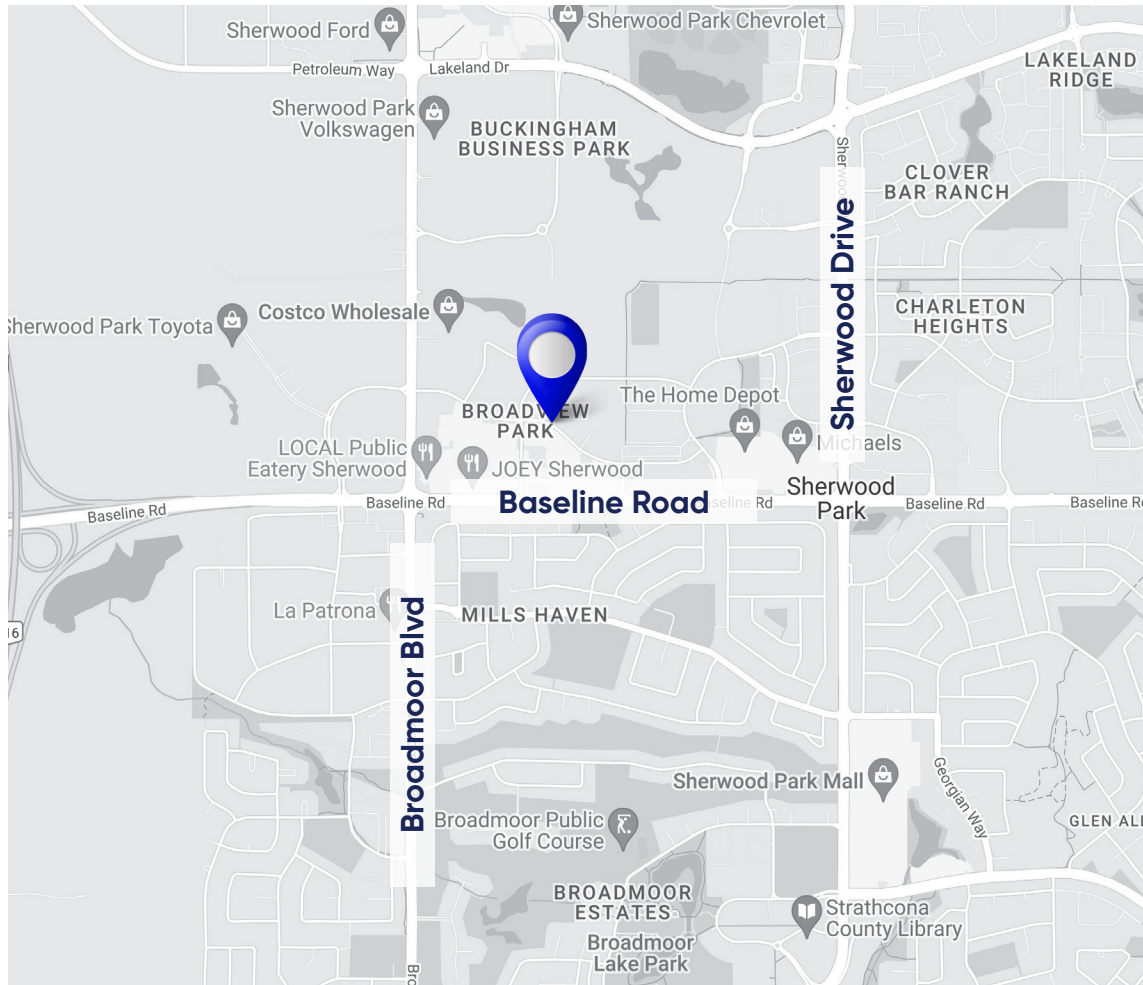 Sherwood Ford
Sherwood Park Chevrolet
Petroleum Way
Lakeland Dr
LAKELAND
RIDGE
Sherwood Park
Volkswagen
BUCKINGHAM
BUSINESS PARK
CLOVER
BAR RANCH
Sherwood Drive
Costco Wholesale
Sherwood Park Toyota
CHARLETON
HEIGHTS
The Home Depot
BROADVIEW
PARK
LOCAL Public
Eatery Sherwood
JOEY Sherwood
Michaels
Baseline Rd
Baseline Rd
Baseline Road
Baseline Rd
Sherwood
Park
Baseline Rd
Baseline R
16
La Patrona
MILLS HAVEN
Broadmoor Blvd
Sherwood Park Mall
Georgian Way
Broadmoor Public
Golf Course
GLEN AL
BROADMOOR
ESTATES
Strathcona
County Library
Broadmoor
Lake Park
Bro